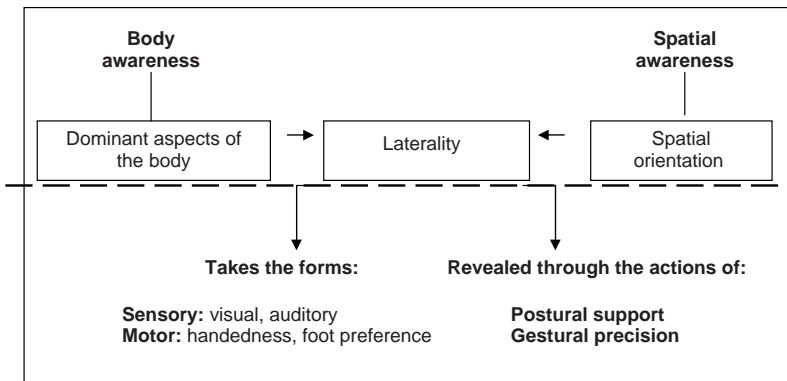 Body
awareness
Spatial
awareness
Dominant aspects of
the body
Laterality
Spatial
orientation
Takes the forms:
Revealed through the actions of:
Sensory: visual, auditory
Motor: handedness, foot preference
Postural support
Gestural precision